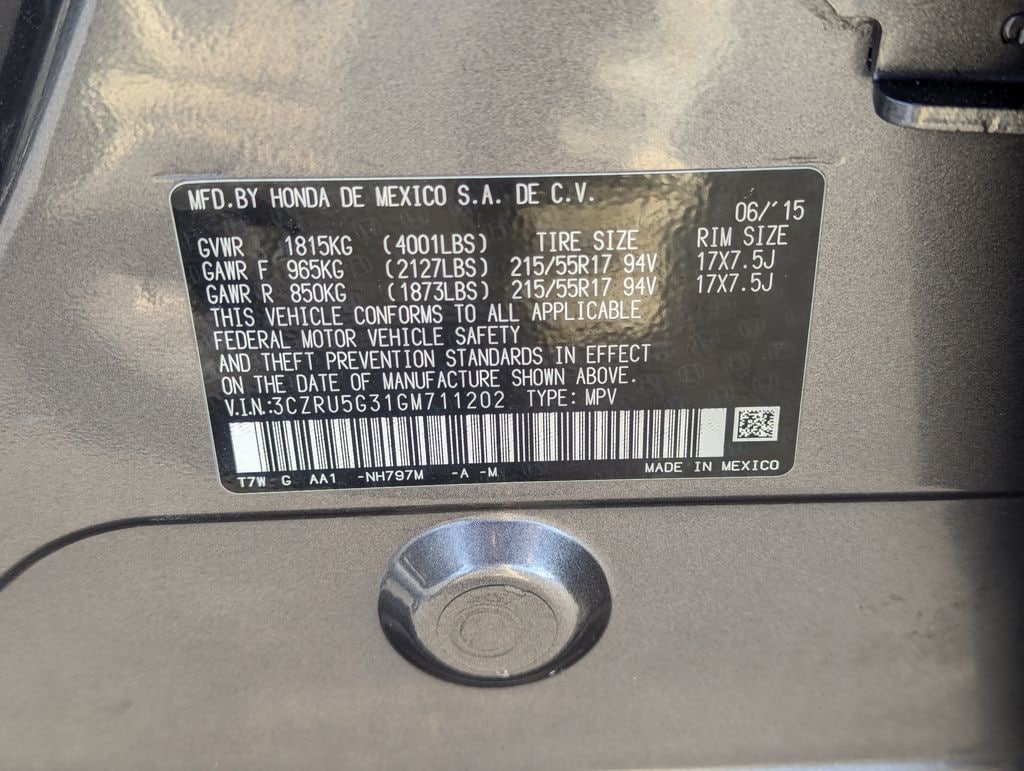 MFD.BY HONDA DE MEXICO S.A. DE C.V.
06/'15
GVWR 1815KG (4001LBS) TIRE SIZE RIM SIZE
GAWR F 965KG (2127LBS) 215/55R17 94V 17X7.5J
GAWR R 850KG (1873LBS) 215/55R17 94V 17X7.5J
THIS VEHICLE CONFORMS TO ALL APPLICABLE
FEDERAL MOTOR VEHICLE SAFETY
AND THEFT PREVENTION STANDARDS IN EFFECT
ON THE DATE OF MANUFACTURE SHOWN ABOVE.
V.I.N.:3CZRU5G31GM711202 TYPE: MPV
T7W G AA1 -NH797M -A -M MADE IN MEXICO